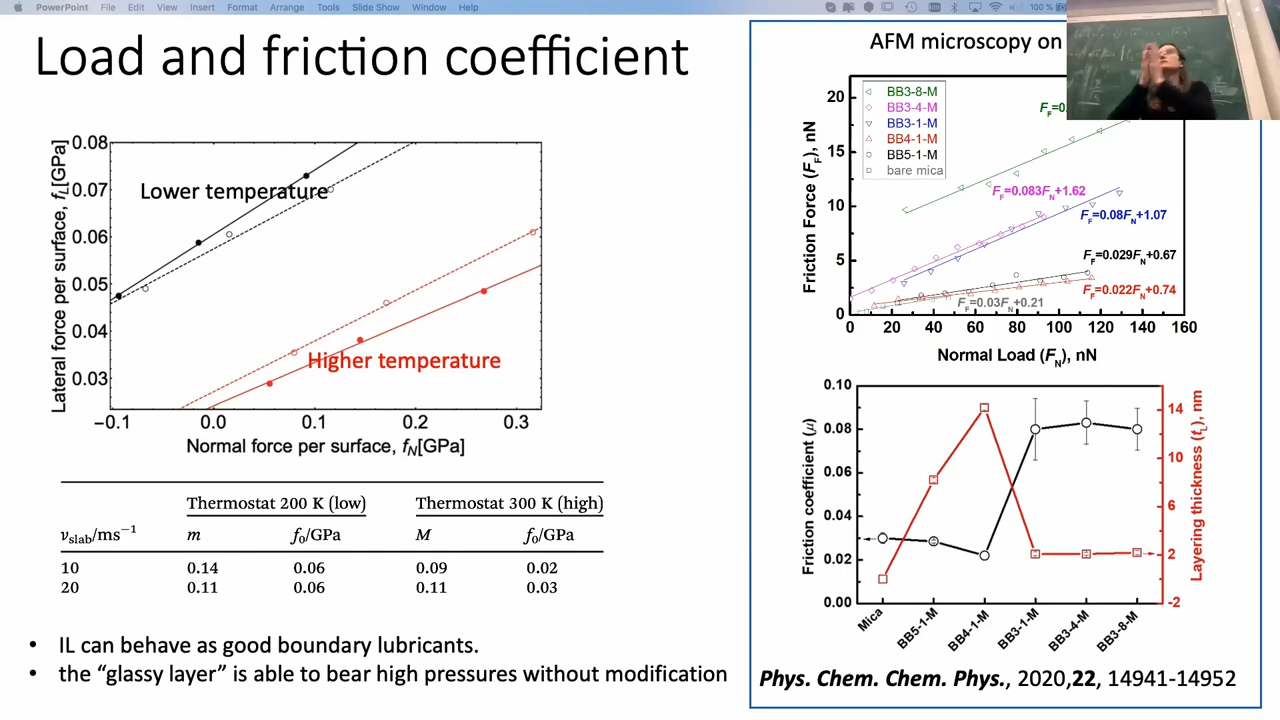 PowerPoint File Edit View Insert Format Arrange Tools Slide Show Window Help 100 %
Load and friction coefficient
0.08
0.07
0.06
0.05
0.04
0.03
Lateral force per surface, fL[GPa]
Lower temperature
Higher temperature
−0.1 0.0 0.1 0.2 0.3
Normal force per surface, fN[GPa]
Thermostat 200 K (low) Thermostat 300 K (high)
νslab/ms−1 m f0/GPa M f0/GPa
10 0.14 0.06 0.09 0.02
20 0.11 0.06 0.11 0.03
• IL can behave as good boundary lubricants.
• the “glassy layer” is able to bear high pressures without modification
AFM microscopy on
20
15
10
5
0
Friction Force (FF), nN
BB3-8-M
BB3-4-M
BB3-1-M
BB4-1-M
BB5-1-M
bare mica
FF=0.
FF=0.083FN+1.62
FF=0.08FN+1.07
FF=0.029FN+0.67
FF=0.022FN+0.74
FF=0.03FN+0.21
0 20 40 60 80 100 120 140 160
Normal Load (FN), nN
0.10
0.08
0.06
0.04
0.02
0.00
Friction coefficient (μ)
14
10
6
2
-2
Layering thickness (tL), nm
Mica BB5-1-M BB4-1-M BB3-1-M BB3-4-M BB3-8-M
Phys. Chem. Chem. Phys., 2020,22, 14941-14952